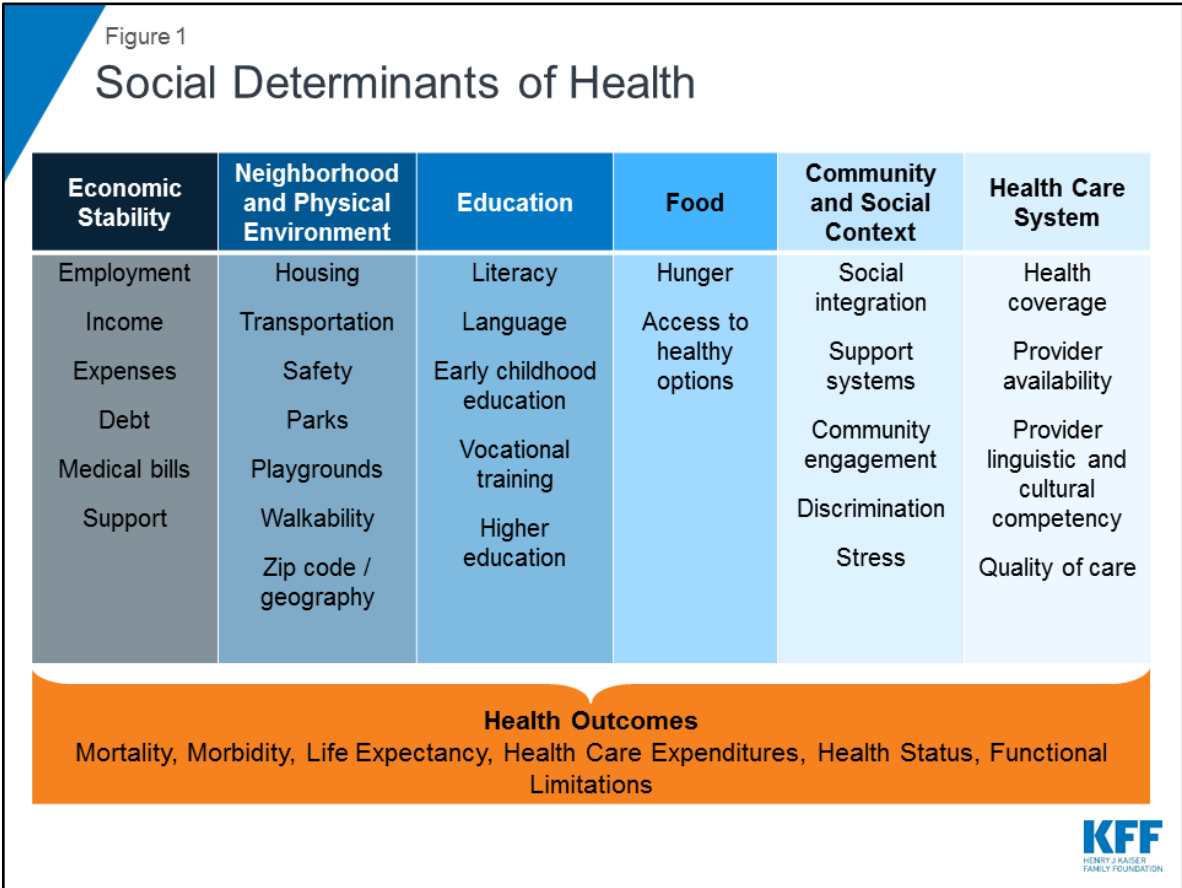 Figure 1
Social Determinants of Health
Economic
Stability
Neighborhood
and Physical
Environment
Education
Food
Community
and Social
Context
Health Care
System
Employment
Income
Expenses
Debt
Medical bills
Support
Housing
Transportation
Safety
Parks
Playgrounds
Walkability
Zip code /
geography
Literacy
Language
Early childhood
education
Vocational
training
Higher
education
Hunger
Access to
healthy
options
Social
integration
Support
systems
Community
engagement
Discrimination
Stress
Health
coverage
Provider
availability
Provider
linguistic and
cultural
competency
Quality of care
Health Outcomes
Mortality, Morbidity, Life Expectancy, Health Care Expenditures, Health Status, Functional
Limitations
KFF
HENRY J KAISER
FAMILY FOUNDATION